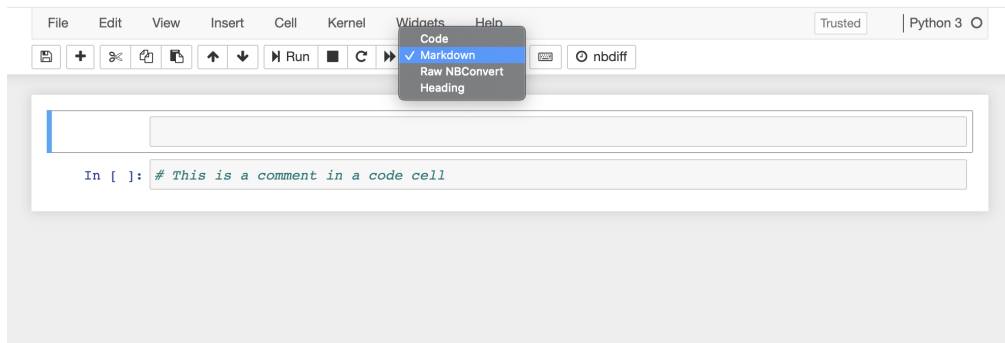 File Edit View Insert Cell Kernel Widgets Help Trusted Python 3
Code
Run ✓ Markdown nbdiff
Raw NBConvert
Heading
In [ ]: # This is a comment in a code cell